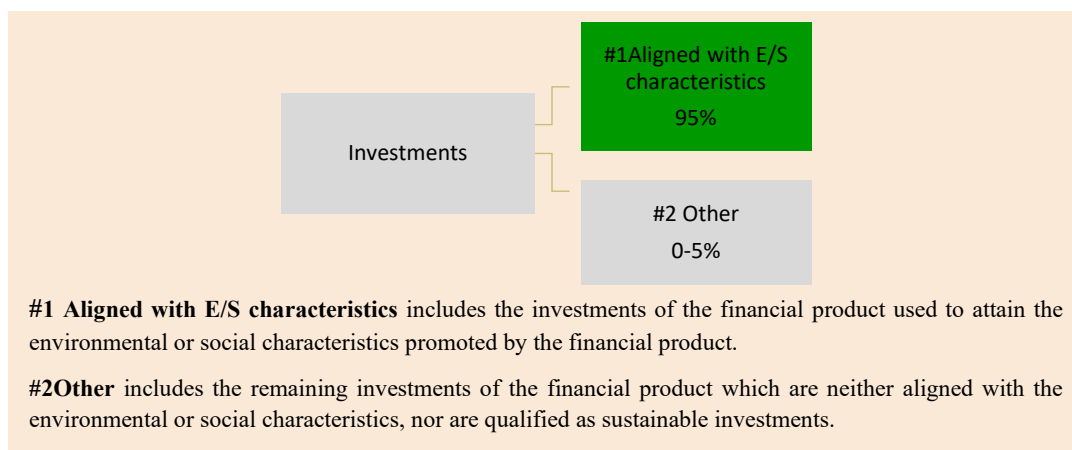 #1Aligned with E/S
characteristics
95%
Investments
#2 Other
0-5%
#1 Aligned with E/S characteristics includes the investments of the financial product used to attain the
environmental or social characteristics promoted by the financial product.
#2Other includes the remaining investments of the financial product which are neither aligned with the
environmental or social characteristics, nor are qualified as sustainable investments.